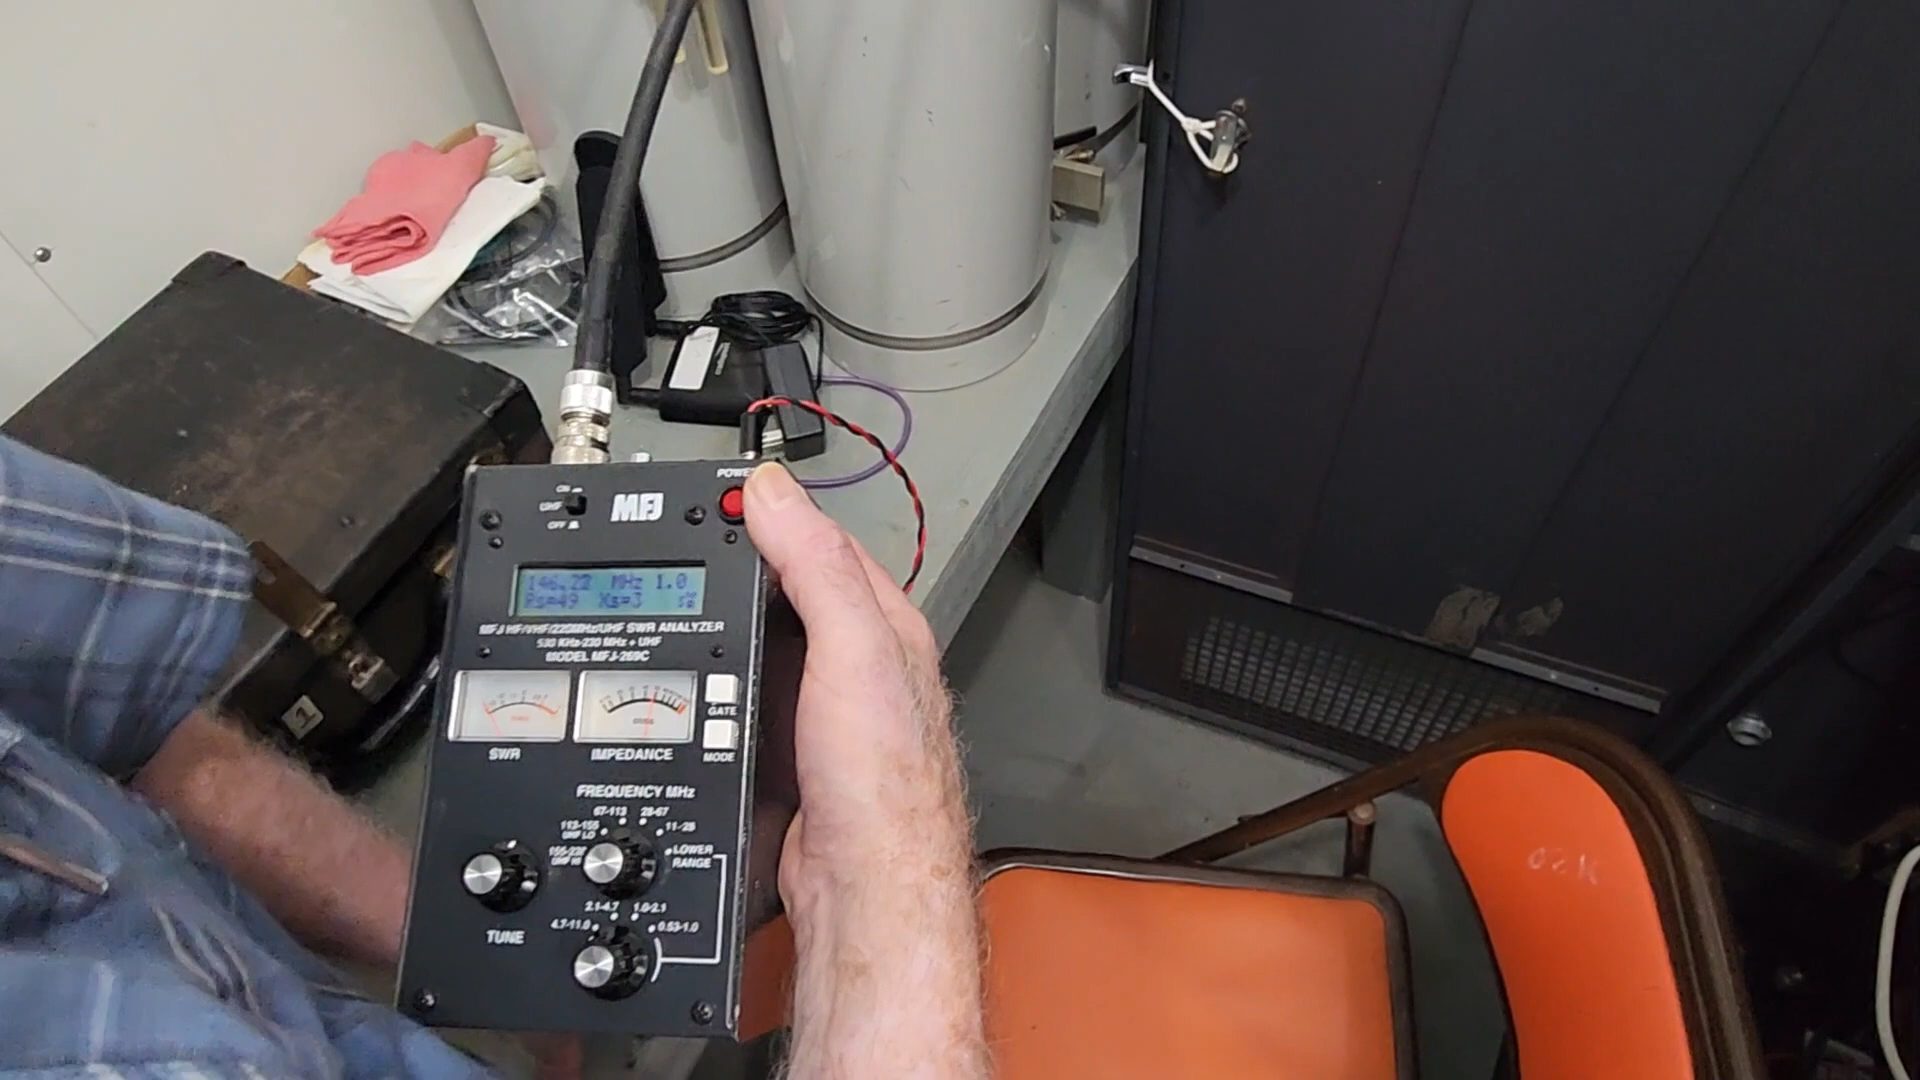 POWER
ON
UHF
OFF
MFJ
146.22 MHz 1.0
Rs=49 Xs=3
MFJ HF/VHF/220MHz/UHF SWR ANALYZER
530 KHz-230 MHz + UHF
MODEL MFJ-269C
SWR
IMPEDANCE
GATE
MODE
FREQUENCY MHz
67-113 28-67
113-155
UHF LO
11-28
155-230
UHF HI
LOWER
RANGE
2.1-4.7 1.0-2.1
4.7-11.0 0.53-1.0
TUNE
1